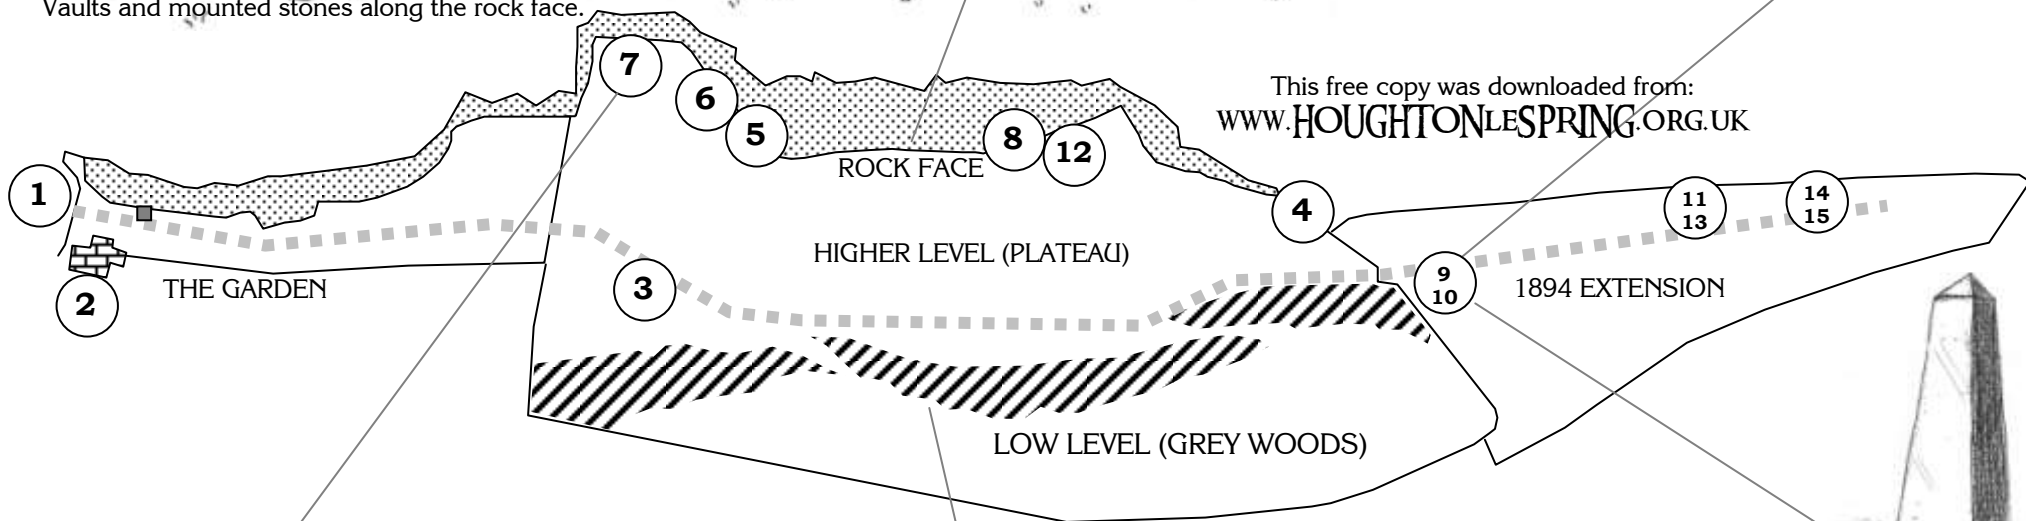 Vaults and mounted stones along the rock face.
7
6
5
8
12
This free copy was downloaded from:
WWW.HOUGHTONLESPRING.ORG.UK
ROCK FACE
1
4
11
13
14
15
HIGHER LEVEL (PLATEAU)
2
THE GARDEN
3
9
10
1894 EXTENSION
LOW LEVEL (GREY WOODS)